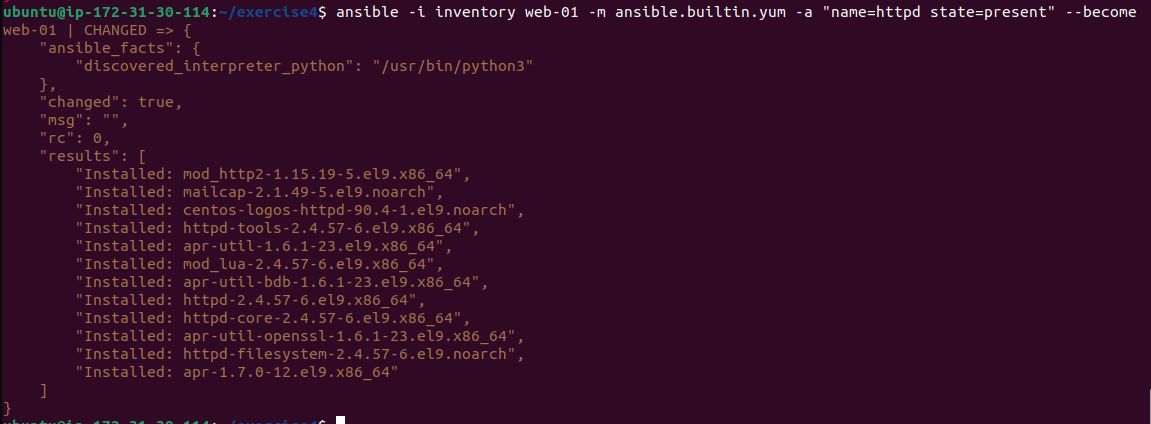 ubuntu@ip-172-31-30-114:~/exercise4$ ansible -i inventory web-01 -m ansible.builtin.yum -a "name=httpd state=present" --become
web-01 | CHANGED => {
    "ansible_facts": {
        "discovered_interpreter_python": "/usr/bin/python3"
    },
    "changed": true,
    "msg": "",
    "rc": 0,
    "results": [
        "Installed: mod_http2-1.15.19-5.el9.x86_64",
        "Installed: mailcap-2.1.49-5.el9.noarch",
        "Installed: centos-logos-httpd-90.4-1.el9.noarch",
        "Installed: httpd-tools-2.4.57-6.el9.x86_64",
        "Installed: apr-util-1.6.1-23.el9.x86_64",
        "Installed: mod_lua-2.4.57-6.el9.x86_64",
        "Installed: apr-util-bdb-1.6.1-23.el9.x86_64",
        "Installed: httpd-2.4.57-6.el9.x86_64",
        "Installed: httpd-core-2.4.57-6.el9.x86_64",
        "Installed: apr-util-openssl-1.6.1-23.el9.x86_64",
        "Installed: httpd-filesystem-2.4.57-6.el9.noarch",
        "Installed: apr-1.7.0-12.el9.x86_64"
    ]
}
ubuntu@ip-172-31-30-114:~/exercise4$